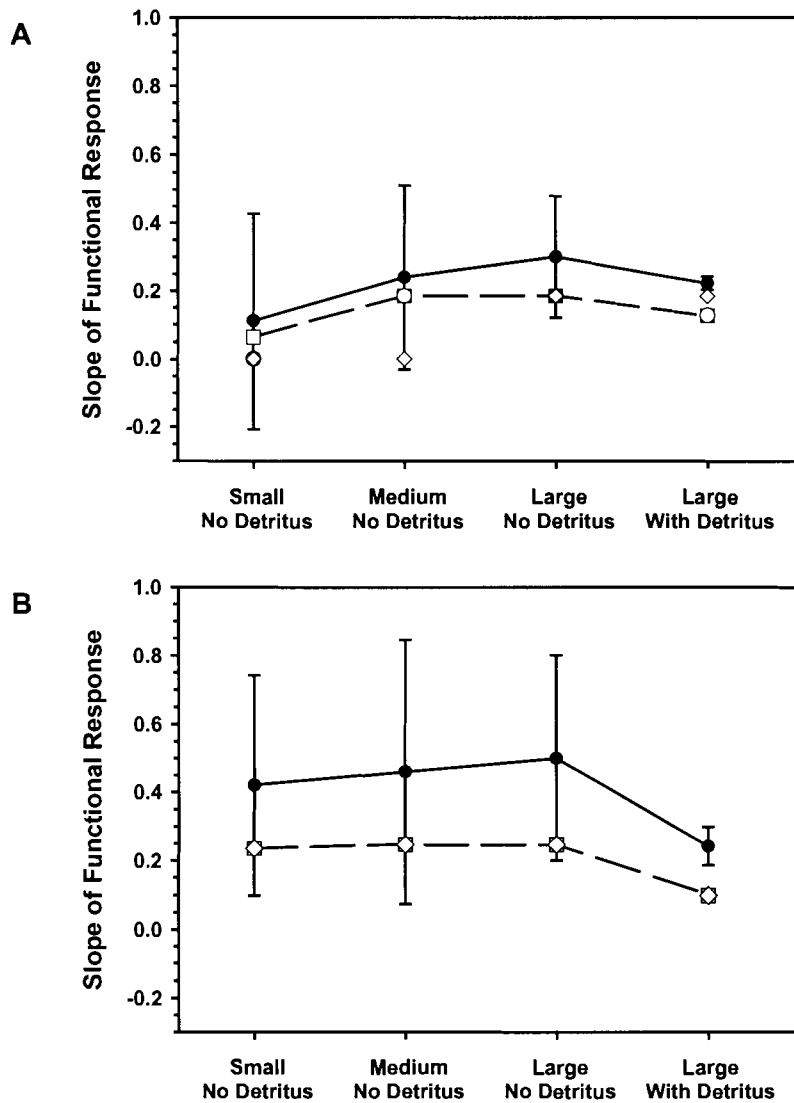 A
Slope of Functional Response
1.0
0.8
0.6
0.4
0.2
0.0
-0.2
Small
No Detritus
Medium
No Detritus
Large
No Detritus
Large
With Detritus
B
Slope of Functional Response
1.0
0.8
0.6
0.4
0.2
0.0
-0.2
Small
No Detritus
Medium
No Detritus
Large
No Detritus
Large
With Detritus